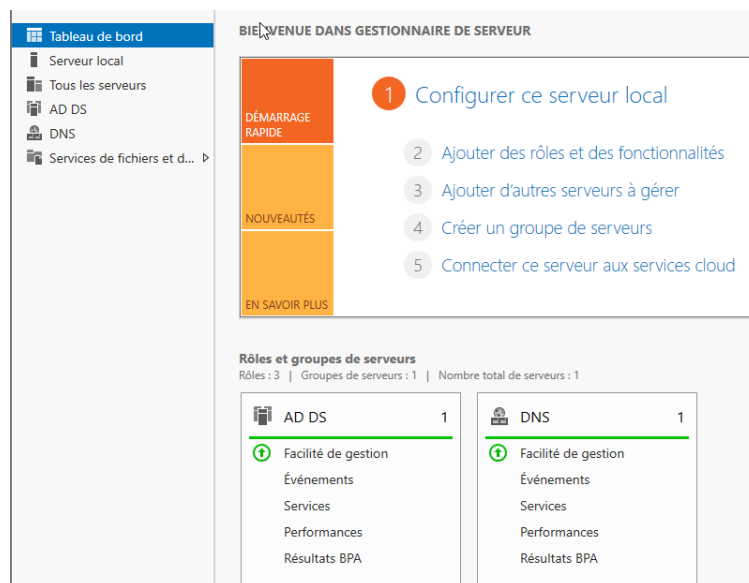 Tableau de bord
Serveur local
Tous les serveurs
AD DS
DNS
Services de fichiers et d...
BIENVENUE DANS GESTIONNAIRE DE SERVEUR
DÉMARRAGE
RAPIDE
NOUVEAUTÉS
EN SAVOIR PLUS
1 Configurer ce serveur local
2 Ajouter des rôles et des fonctionnalités
3 Ajouter d'autres serveurs à gérer
4 Créer un groupe de serveurs
5 Connecter ce serveur aux services cloud
Rôles et groupes de serveurs
Rôles : 3 | Groupes de serveurs : 1 | Nombre total de serveurs : 1
AD DS 1
Facilité de gestion
Événements
Services
Performances
Résultats BPA
DNS 1
Facilité de gestion
Événements
Services
Performances
Résultats BPA